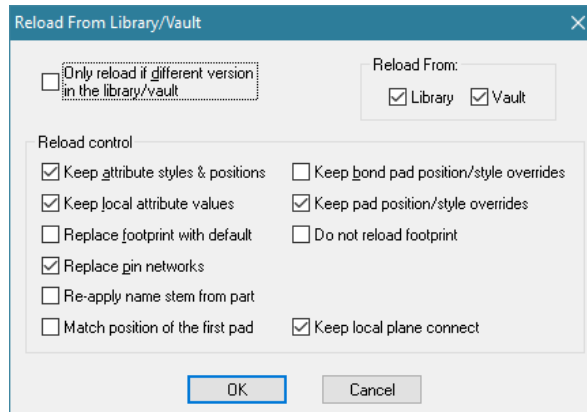 Reload From Library/Vault
Only reload if different version
in the library/vault
Reload From:
Library
Vault
Reload control
Keep attribute styles & positions
Keep bond pad position/style overrides
Keep local attribute values
Keep pad position/style overrides
Replace footprint with default
Do not reload footprint
Replace pin networks
Re-apply name stem from part
Match position of the first pad
Keep local plane connect
OK
Cancel